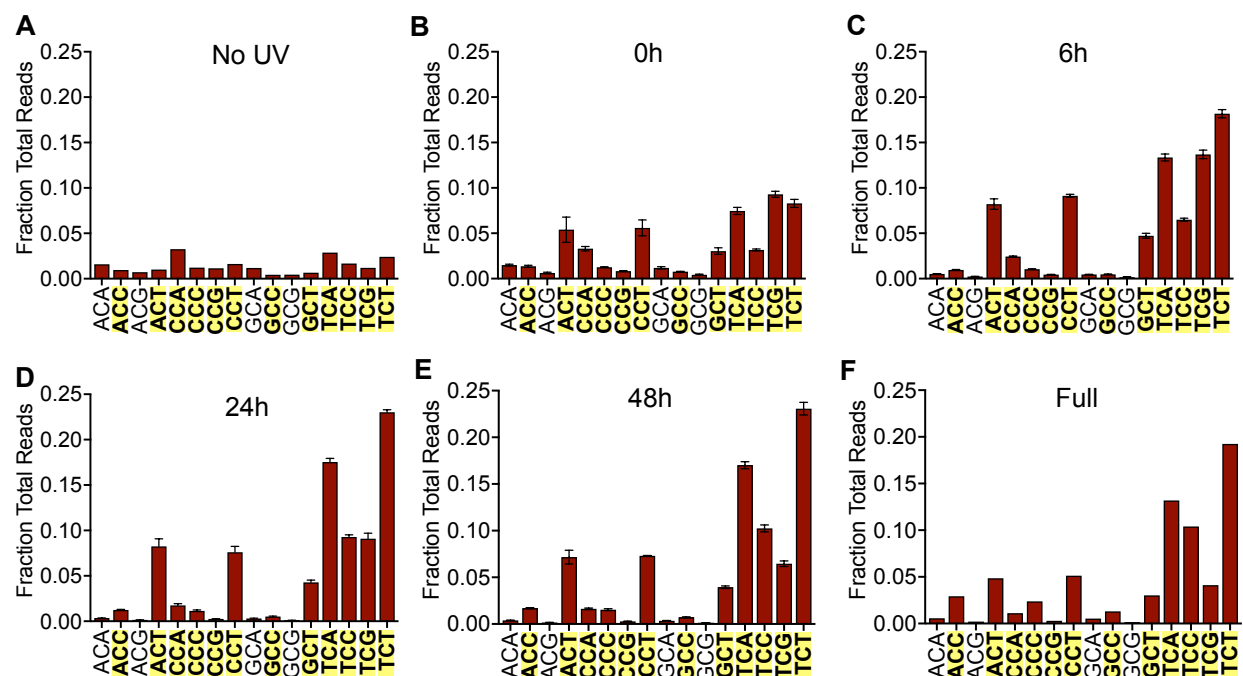 A
No UV
Fraction Total Reads
0.25
0.20
0.15
0.10
0.05
0.00
ACA
ACC
ACG
ACT
CCA
CCC
CCG
CCT
GCA
GCC
GCG
GCT
TCA
TCC
TCG
TCT
B
0h
Fraction Total Reads
0.25
0.20
0.15
0.10
0.05
0.00
ACA
ACC
ACG
ACT
CCA
CCC
CCG
CCT
GCA
GCC
GCG
GCT
TCA
TCC
TCG
TCT
C
6h
Fraction Total Reads
0.25
0.20
0.15
0.10
0.05
0.00
ACA
ACC
ACG
ACT
CCA
CCC
CCG
CCT
GCA
GCC
GCG
GCT
TCA
TCC
TCG
TCT
D
24h
Fraction Total Reads
0.25
0.20
0.15
0.10
0.05
0.00
ACA
ACC
ACG
ACT
CCA
CCC
CCG
CCT
GCA
GCC
GCG
GCT
TCA
TCC
TCG
TCT
E
48h
Fraction Total Reads
0.25
0.20
0.15
0.10
0.05
0.00
ACA
ACC
ACG
ACT
CCA
CCC
CCG
CCT
GCA
GCC
GCG
GCT
TCA
TCC
TCG
TCT
F
Full
Fraction Total Reads
0.25
0.20
0.15
0.10
0.05
0.00
ACA
ACC
ACG
ACT
CCA
CCC
CCG
CCT
GCA
GCC
GCG
GCT
TCA
TCC
TCG
TCT